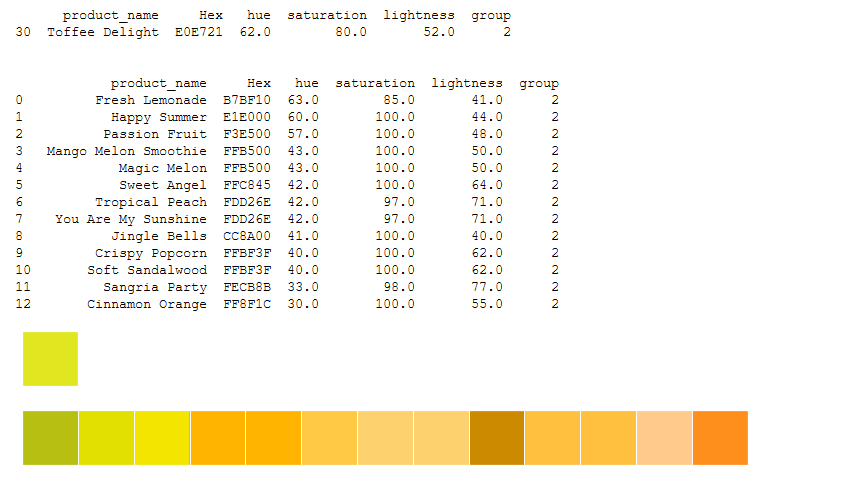 product_name Hex hue saturation lightness group
30 Toffee Delight E0E721 62.0 80.0 52.0 2
product_name Hex hue saturation lightness group
0 Fresh Lemonade B7BF10 63.0 85.0 41.0 2
1 Happy Summer E1E000 60.0 100.0 44.0 2
2 Passion Fruit F3E500 57.0 100.0 48.0 2
3 Mango Melon Smoothie FFB500 43.0 100.0 50.0 2
4 Magic Melon FFB500 43.0 100.0 50.0 2
5 Sweet Angel FFC845 42.0 100.0 64.0 2
6 Tropical Peach FDD26E 42.0 97.0 71.0 2
7 You Are My Sunshine FDD26E 42.0 97.0 71.0 2
8 Jingle Bells CC8A00 41.0 100.0 40.0 2
9 Crispy Popcorn FFBF3F 40.0 100.0 62.0 2
10 Soft Sandalwood FFBF3F 40.0 100.0 62.0 2
11 Sangria Party FECB8B 33.0 98.0 77.0 2
12 Cinnamon Orange FF8F1C 30.0 100.0 55.0 2